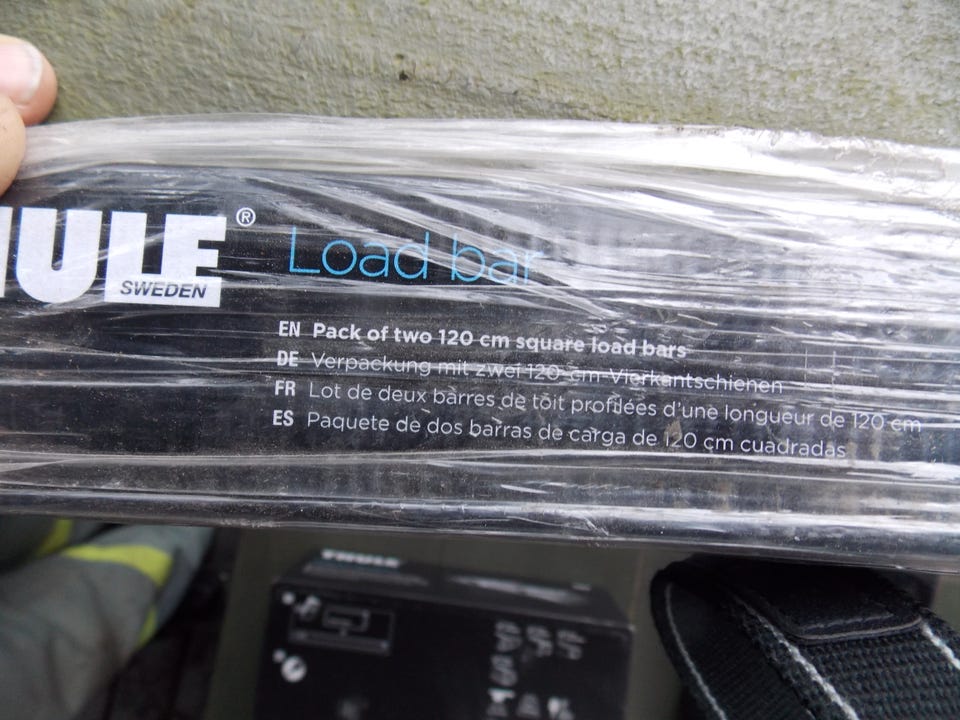 HULE®
SWEDEN
Load bar
EN Pack of two 120 cm square load bars
DE Verpackung mit zwei 120-cm-Vierkantschienen
FR Lot de deux barres de toit profilées d'une longueur de 120 cm
ES Paquete de dos barras de carga de 120 cm cuadradas
THULE